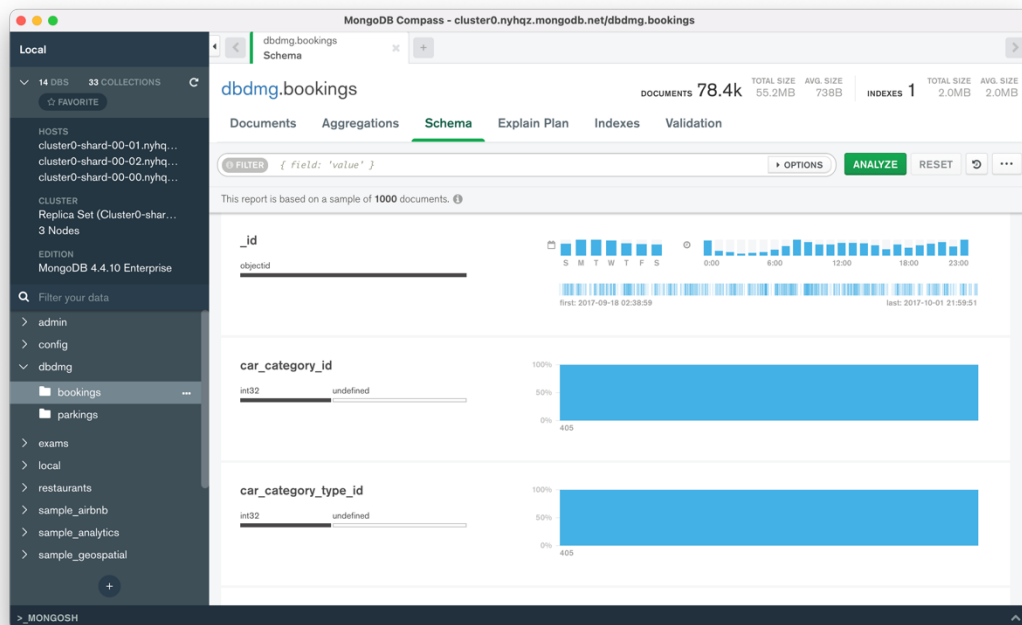 MongoDB Compass - cluster0.nyhqz.mongodb.net/dbdmg.bookings
Local
14 DBS 33 COLLECTIONS
☆ FAVORITE
HOSTS
cluster0-shard-00-01.nyhq...
cluster0-shard-00-02.nyhq...
cluster0-shard-00-00.nyhq...
CLUSTER
Replica Set (Cluster0-shar...
3 Nodes
EDITION
MongoDB 4.4.10 Enterprise
Filter your data
admin
config
dbdmg
bookings ...
parkings
exams
local
restaurants
sample_airbnb
sample_analytics
sample_geospatial
+
dbdmg.bookings
Schema
+
dbdmg.bookings
DOCUMENTS 78.4k TOTAL SIZE 55.2MB AVG. SIZE 738B INDEXES 1 TOTAL SIZE 2.0MB AVG. SIZE 2.0MB
Documents Aggregations Schema Explain Plan Indexes Validation
FILTER { field: 'value' } OPTIONS ANALYZE RESET ...
This report is based on a sample of 1000 documents.
_id
objectid
S M T W T F S
0:00 6:00 12:00 18:00 23:00
first: 2017-09-18 02:38:59 last: 2017-10-01 21:59:51
car_category_id
int32 undefined
100%
50%
0%
405
car_category_type_id
int32 undefined
100%
50%
0%
405
>_MONGOSH